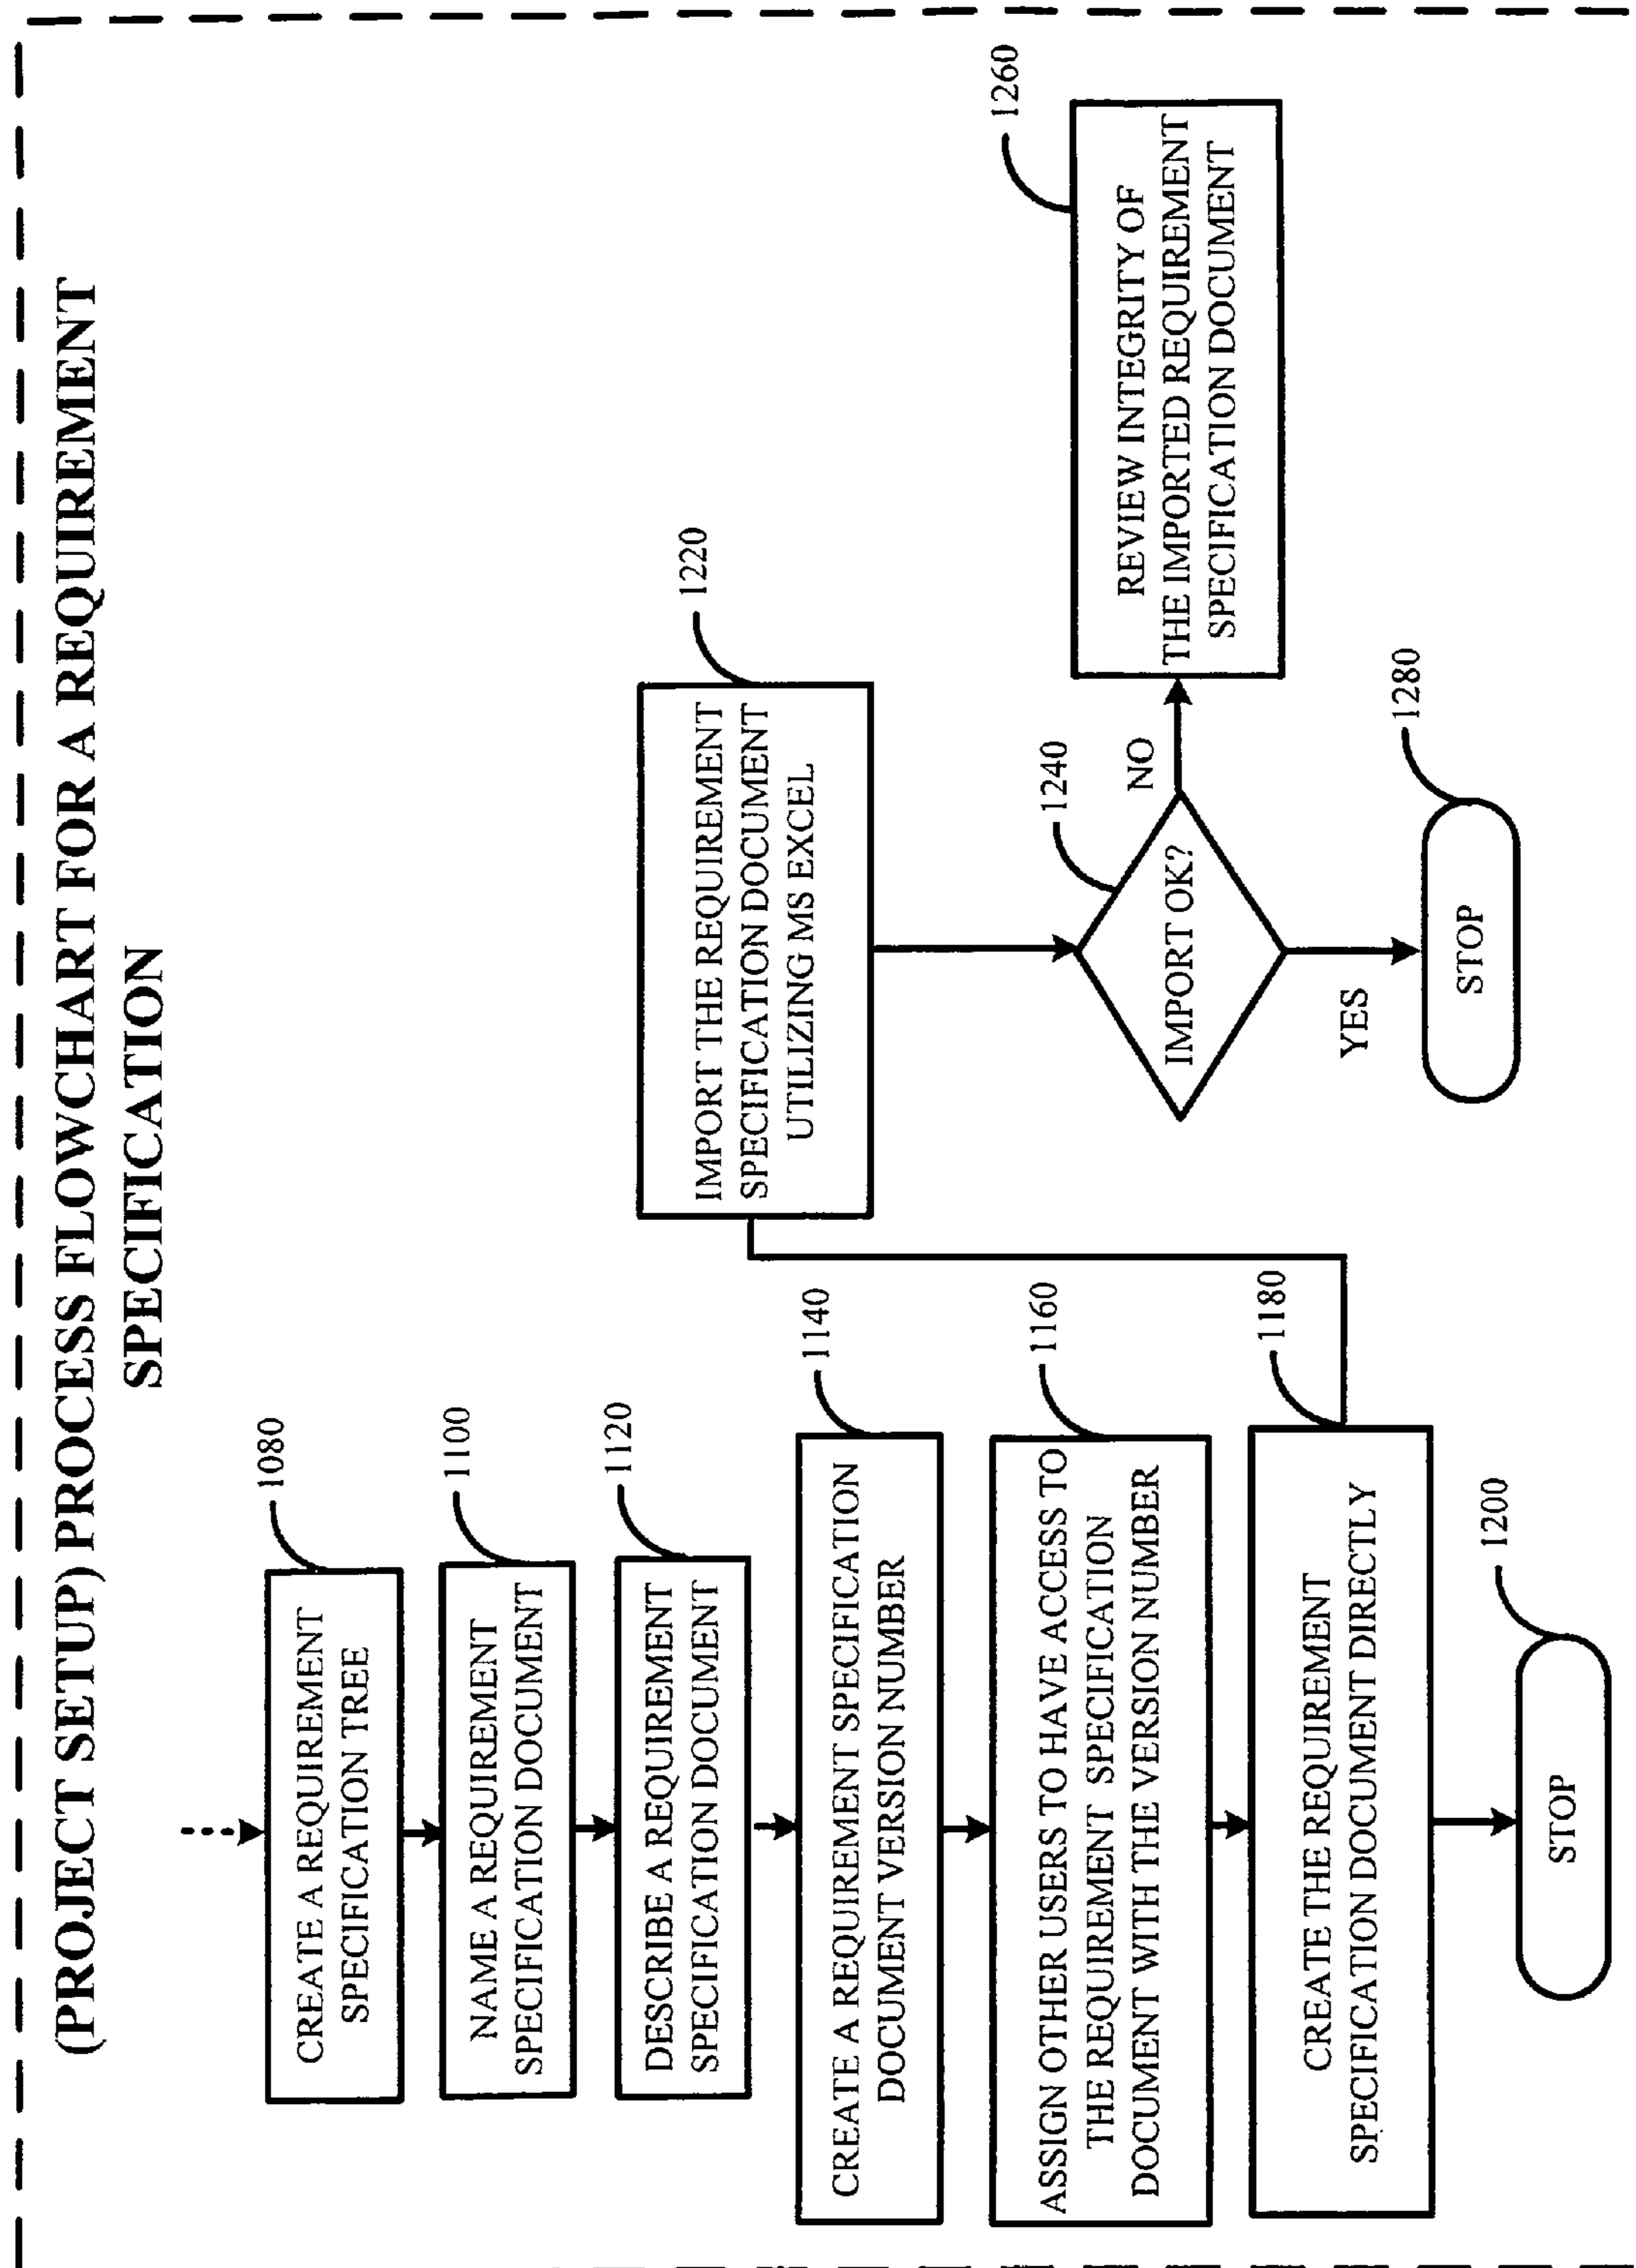 (PROJECT SETUP) PROCESS FLOWCHART FOR A REQUIREMENT
SPECIFICATION
1080
CREATE A REQUIREMENT
SPECIFICATION TREE
1100
NAME A REQUIREMENT
SPECIFICATION DOCUMENT
1120
DESCRIBE A REQUIREMENT
SPECIFICATION DOCUMENT
1140
CREATE A REQUIREMENT SPECIFICATION
DOCUMENT VERSION NUMBER
1160
ASSIGN OTHER USERS TO HAVE ACCESS TO
THE REQUIREMENT SPECIFICATION
DOCUMENT WITH THE VERSION NUMBER
1180
CREATE THE REQUIREMENT
SPECIFICATION DOCUMENT DIRECTLY
1200
STOP
1220
IMPORT THE REQUIREMENT
SPECIFICATION DOCUMENT
UTILIZING MS EXCEL
1240
IMPORT OK?
NO
YES
1260
REVIEW INTEGRITY OF
THE IMPORTED REQUIREMENT
SPECIFICATION DOCUMENT
1280
STOP